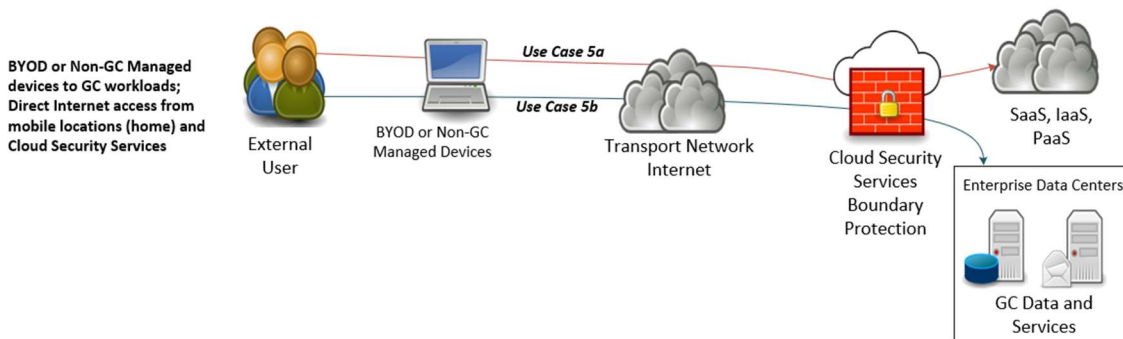 BYOD or Non-GC Managed
devices to GC workloads;
Direct Internet access from
mobile locations (home) and
Cloud Security Services
External
User
BYOD or Non-GC
Managed Devices
Use Case 5a
Use Case 5b
Transport Network
Internet
Cloud Security
Services
Boundary
Protection
SaaS, IaaS,
PaaS
Enterprise Data Centers
GC Data and
Services